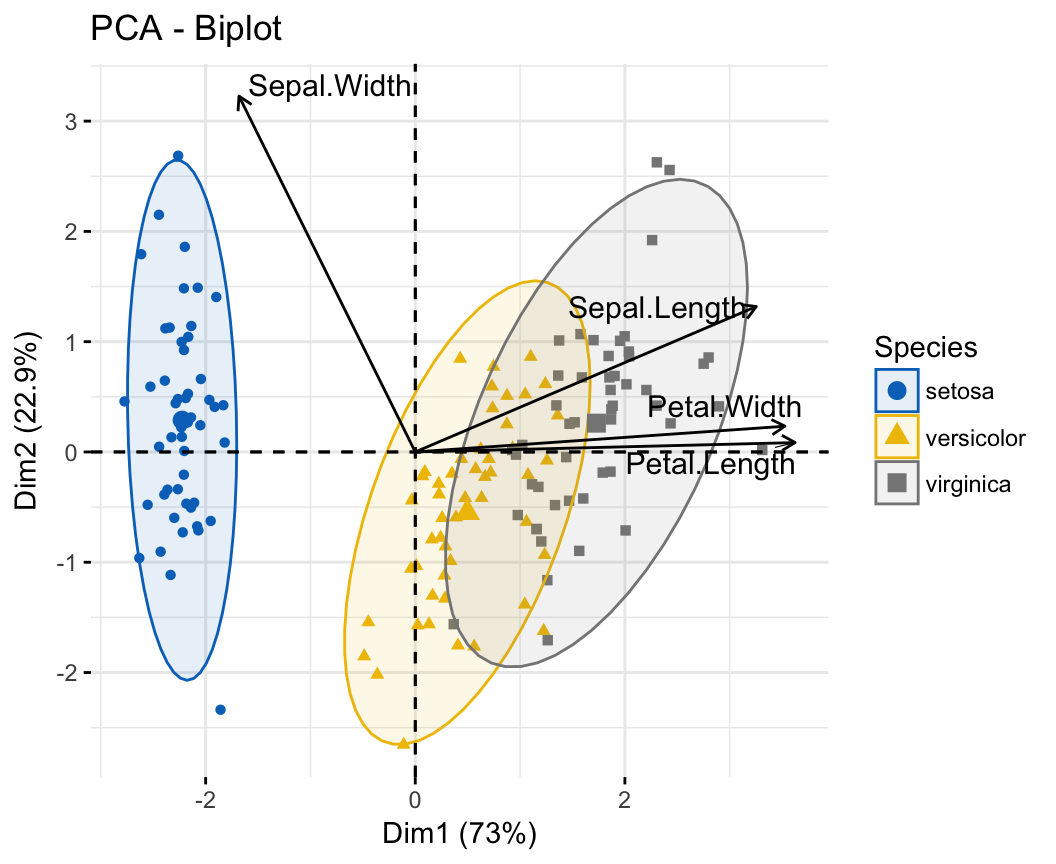 PCA - Biplot
Sepal.Width
Sepal.Length
Petal.Width
Petal.Length
3
2
1
0
-1
-2
-2
0
2
Dim1 (73%)
Dim2 (22.9%)
Species
setosa
versicolor
virginica